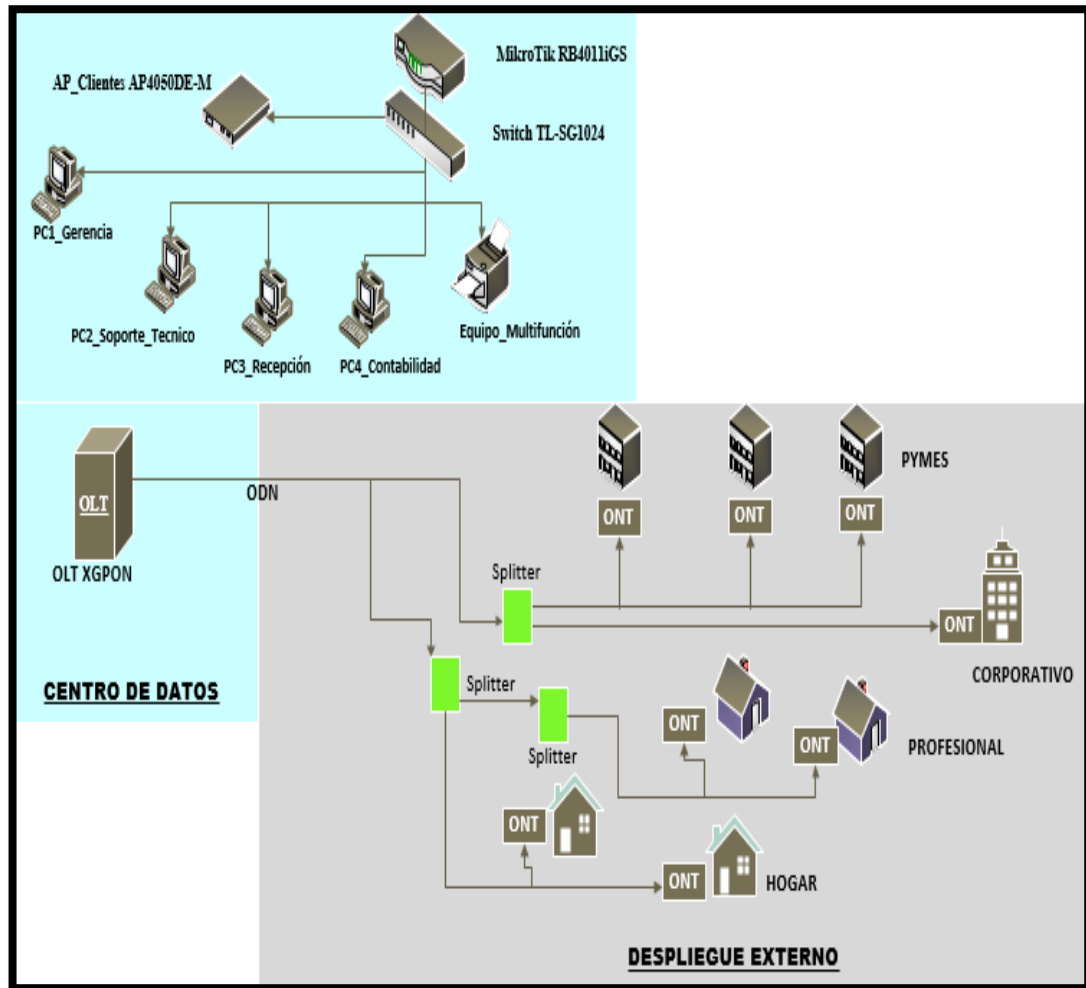 MikroTik RB4011iGS
AP_Clientes AP4050DE-M
Switch TL-SG1024
PC1_Gerencia
PC2_Soporte_Tecnico
PC3_Recepción
PC4_Contabilidad
Equipo_Multifunción
OLT
OLT XGPON
CENTRO DE DATOS
ODN
PYMES
ONT
ONT
ONT
Splitter
ONT
CORPORATIVO
Splitter
Splitter
ONT
ONT
PROFESIONAL
ONT
ONT
HOGAR
DESPLIEGUE EXTERNO